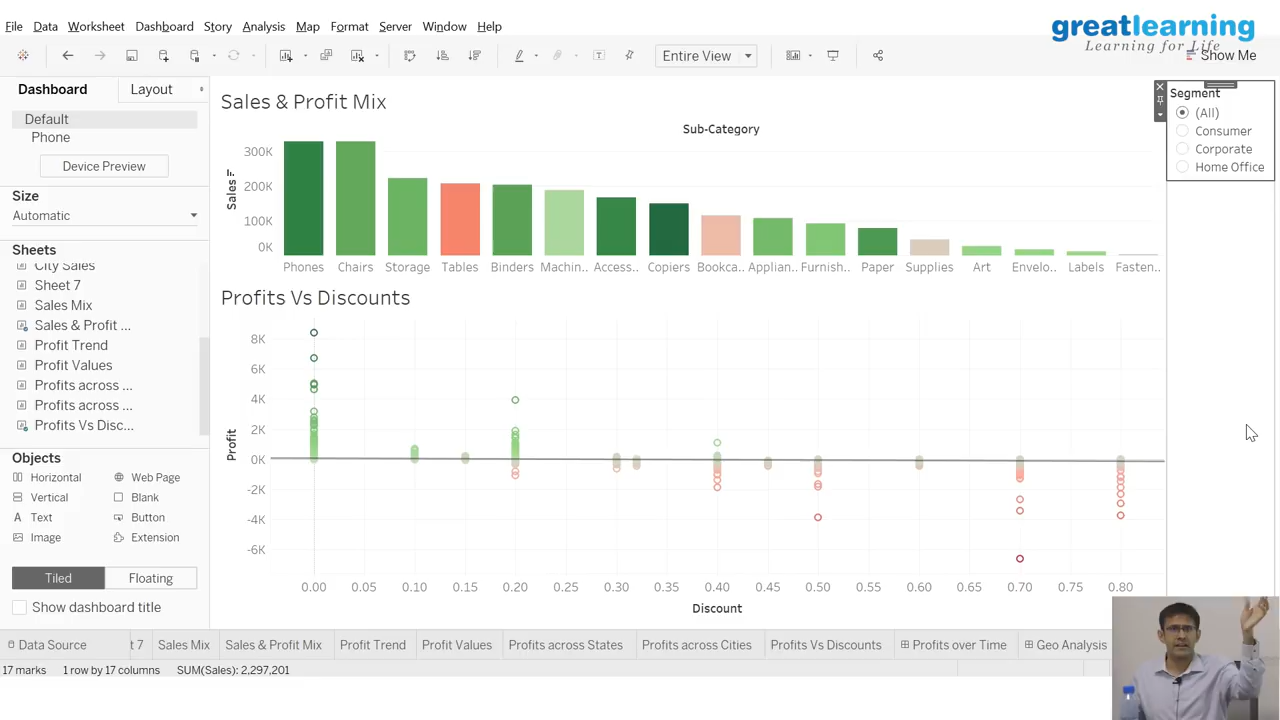 File Data Worksheet Dashboard Story Analysis Map Format Server Window Help
greatlearning
Learning for Life
Entire View
Show Me
Dashboard
Layout
Default
Phone
Device Preview
Size
Automatic
Sheets
City Sales
Sheet 7
Sales Mix
Sales & Profit ...
Profit Trend
Profit Values
Profits across ...
Profits across ...
Profits Vs Disc...
Objects
Horizontal
Web Page
Vertical
Blank
Text
Button
Image
Extension
Tiled
Floating
Show dashboard title
Sales & Profit Mix
Sub-Category
Sales
300K
200K
100K
0K
Phones Chairs Storage Tables Binders Machin.. Access.. Copiers Bookca.. Applian.. Furnish.. Paper Supplies Art Envelo.. Labels Fasten..
Profits Vs Discounts
Profit
8K
6K
4K
2K
0K
-2K
-4K
-6K
0.00 0.05 0.10 0.15 0.20 0.25 0.30 0.35 0.40 0.45 0.50 0.55 0.60 0.65 0.70 0.75 0.80
Discount
Segment
(All)
Consumer
Corporate
Home Office
Data Source
t 7
Sales Mix
Sales & Profit Mix
Profit Trend
Profit Values
Profits across States
Profits across Cities
Profits Vs Discounts
Profits over Time
Geo Analysis
17 marks
1 row by 17 columns
SUM(Sales): 2,297,201